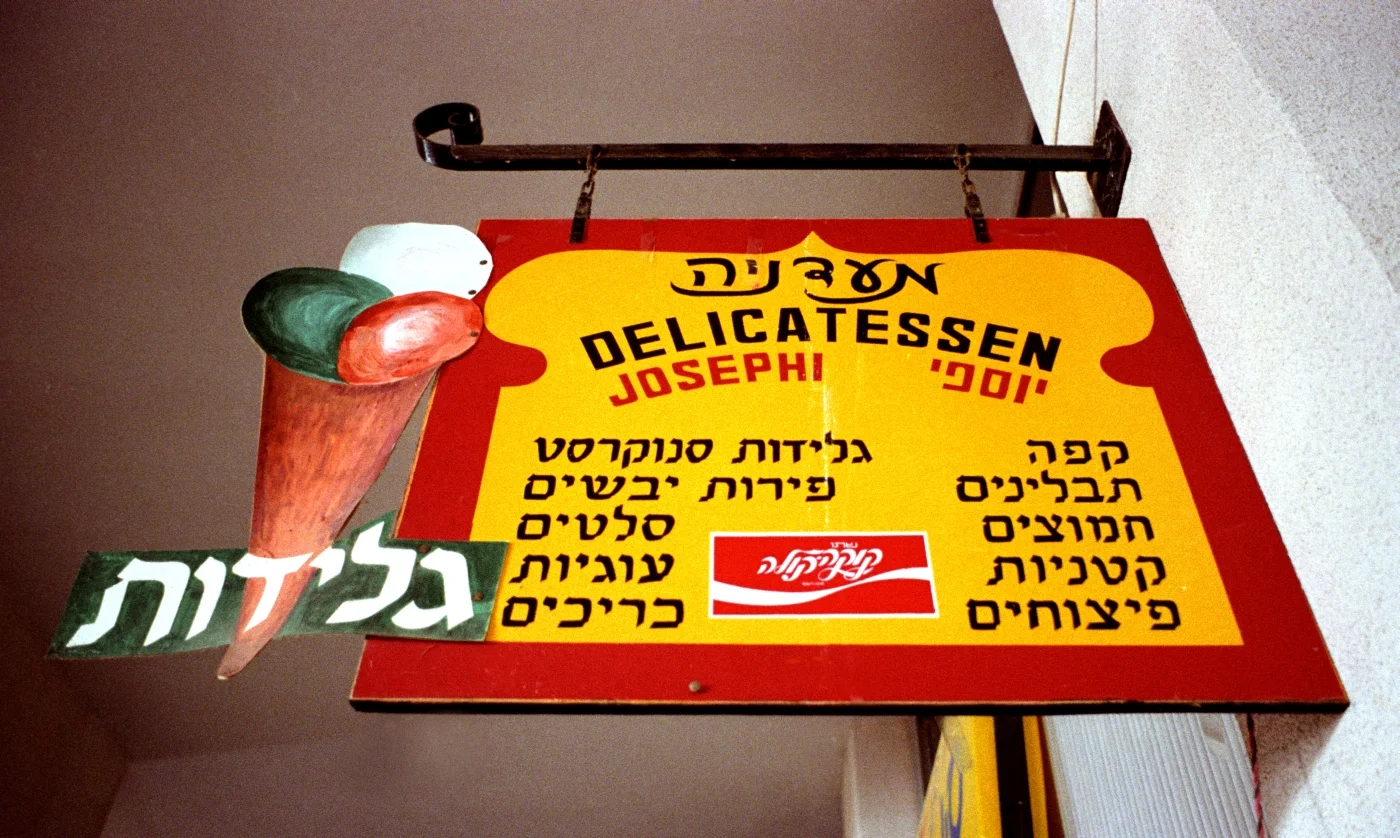 מעדניה
DELICATESSEN
JOSEPHI יוספי
קפה
תבלינים
חמוצים
קטניות
פיצוחים
גלידות סנוקרסט
פירות יבשים
סלטים
עוגיות
כריכים
קוקה קולה
גלידות